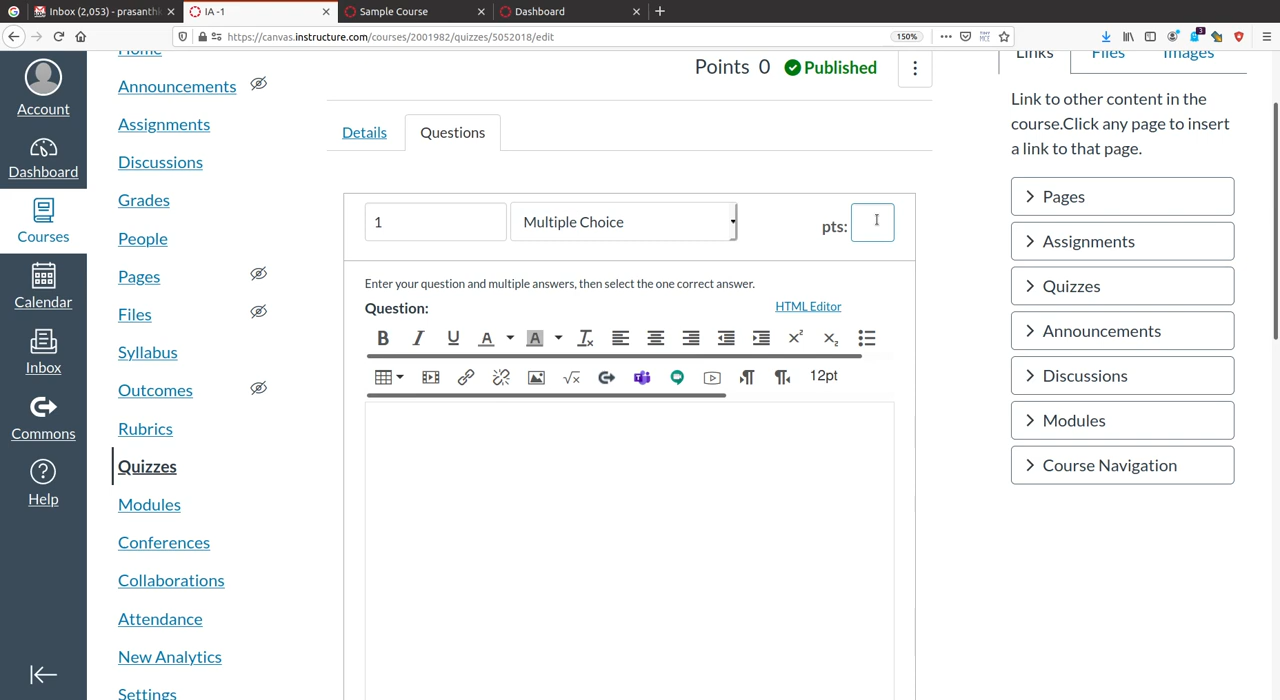 Inbox (2,053) - prasanthk
IA -1
Sample Course
Dashboard
https://canvas.instructure.com/courses/2001982/quizzes/5052018/edit
150%
3
Account
Dashboard
Courses
Calendar
Inbox
Commons
Help
Home
Announcements
Assignments
Discussions
Grades
People
Pages
Files
Syllabus
Outcomes
Rubrics
Quizzes
Modules
Conferences
Collaborations
Attendance
New Analytics
Settings
Points 0 Published
Details
Questions
1
Multiple Choice
pts:
Enter your question and multiple answers, then select the one correct answer.
Question:
HTML Editor
12pt
Links
Files
Images
Link to other content in the
course.Click any page to insert
a link to that page.
Pages
Assignments
Quizzes
Announcements
Discussions
Modules
Course Navigation